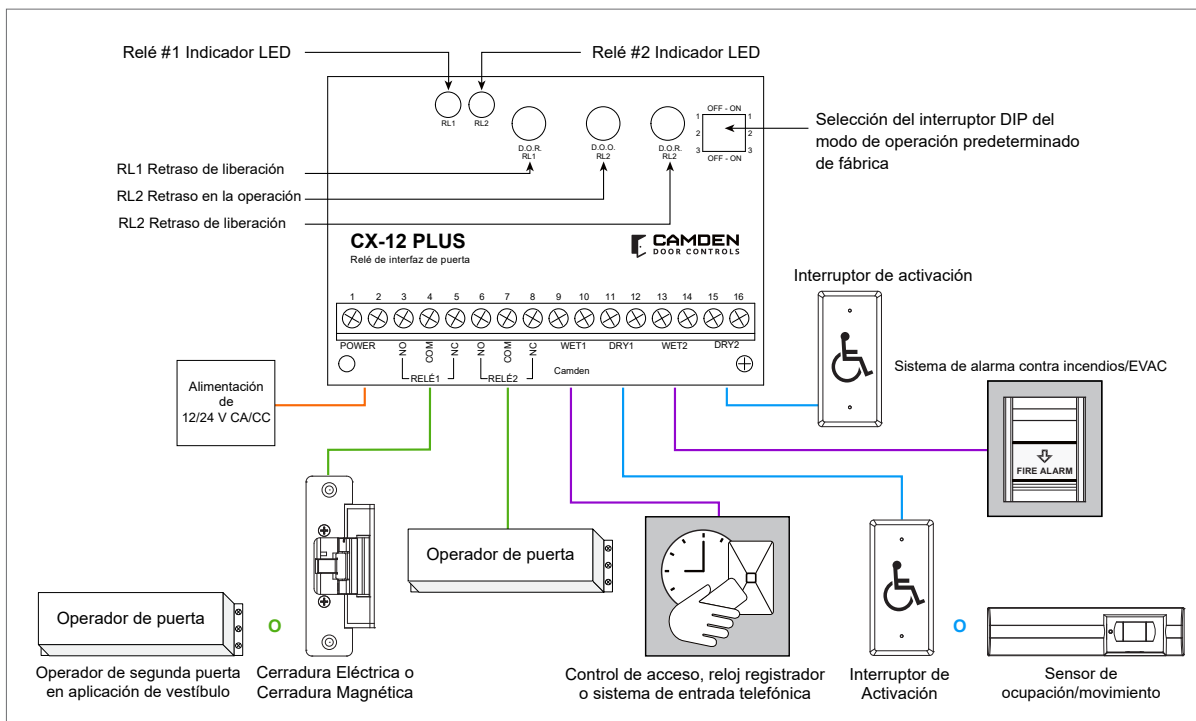 Relé #1 Indicador LED
Relé #2 Indicador LED
RL1
RL2
D.O.R.
RL1
D.O.O.
RL2
D.O.R.
RL2
OFF - ON
1 1
2 2
3 3
OFF - ON
Selección del interruptor DIP del
modo de operación predeterminado
de fábrica
RL1 Retraso de liberación
RL2 Retraso en la operación
RL2 Retraso de liberación
CX-12 PLUS
Relé de interfaz de puerta
CAMDEN
DOOR CONTROLS
1 2 3 4 5 6 7 8 9 10 11 12 13 14 15 16
POWER NO COM NC NO COM NC WET1 DRY1 WET2 DRY2
RELÉ1 RELÉ2
Camden
Interruptor de activación
Sistema de alarma contra incendios/EVAC
FIRE ALARM
Alimentación
de
12/24 V CA/CC
Operador de puerta
Operador de puerta
O
O
Operador de segunda puerta
en aplicación de vestíbulo
Cerradura Eléctrica o
Cerradura Magnética
Control de acceso, reloj registrador
o sistema de entrada telefónica
Interruptor de
Activación
Sensor de
ocupación/movimiento